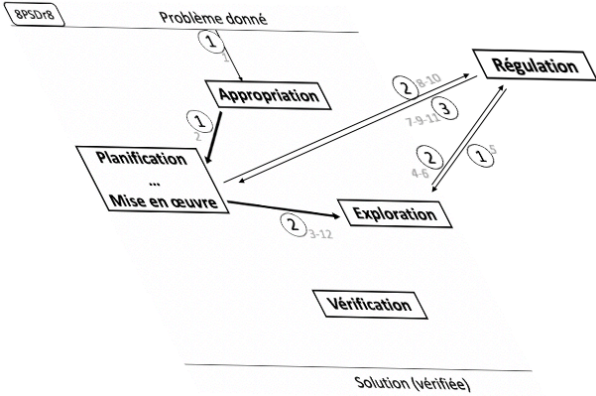 8PSDr8
Problème donné
1
1
Régulation
2
8-10
Appropriation
3
7-9-11
1
2
2
1
5
4-6
Planification
...
Mise en œuvre
Exploration
2
3-12
Vérification
Solution (vérifiée)